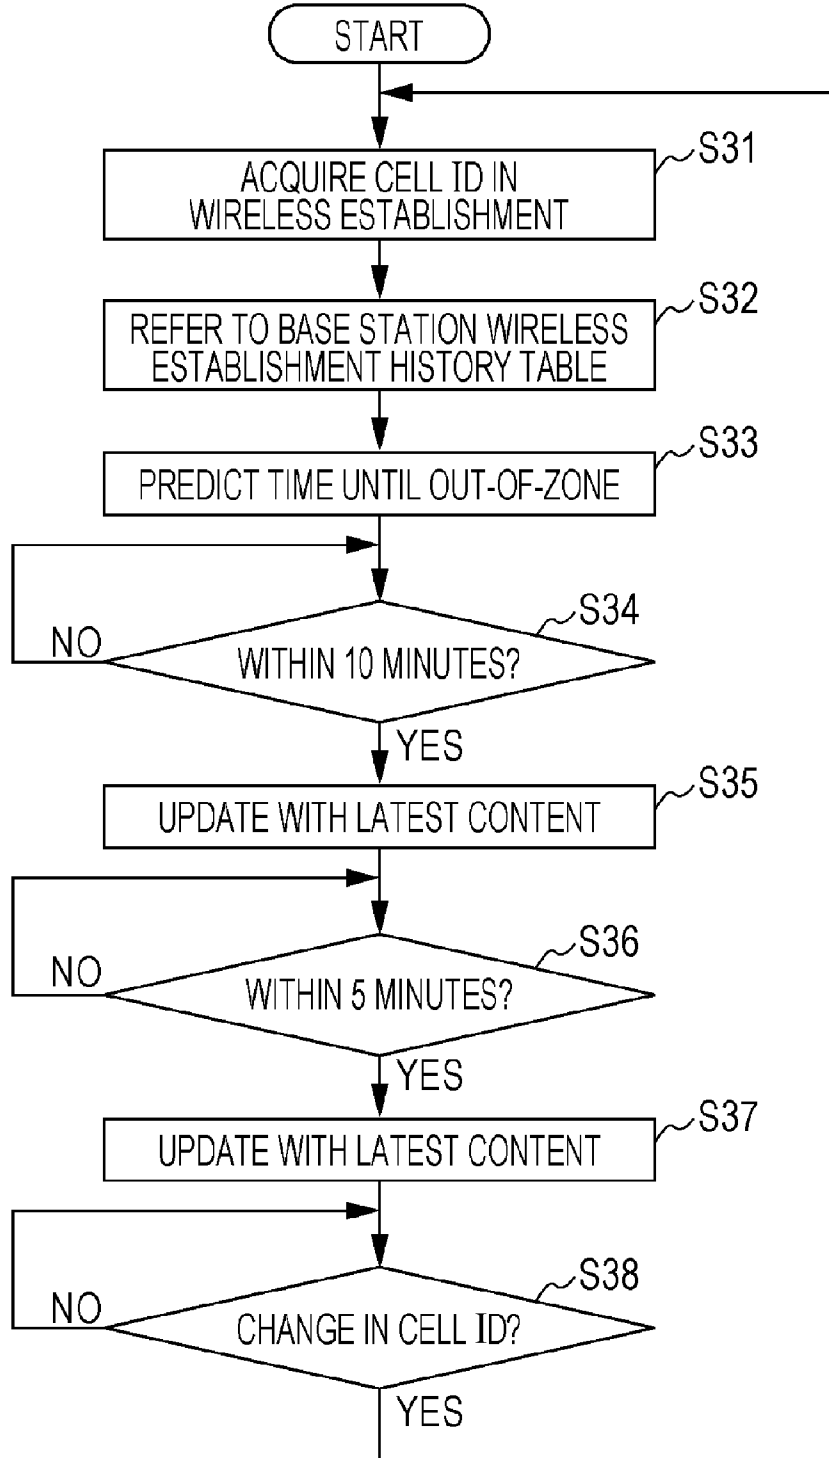 START
S31
ACQUIRE CELL ID IN
WIRELESS ESTABLISHMENT
S32
REFER TO BASE STATION WIRELESS
ESTABLISHMENT HISTORY TABLE
S33
PREDICT TIME UNTIL OUT-OF-ZONE
S34
NO
WITHIN 10 MINUTES?
YES
S35
UPDATE WITH LATEST CONTENT
S36
NO
WITHIN 5 MINUTES?
YES
S37
UPDATE WITH LATEST CONTENT
S38
NO
CHANGE IN CELL ID?
YES